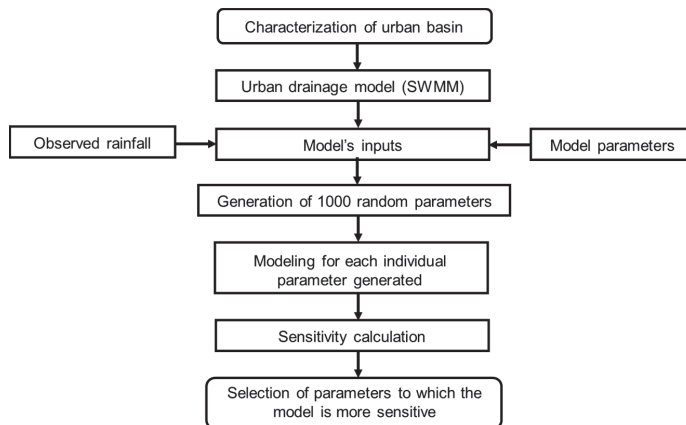 Characterization of urban basin
Urban drainage model (SWMM)
Observed rainfall
Model's inputs
Model parameters
Generation of 1000 random parameters
Modeling for each individual
parameter generated
Sensitivity calculation
Selection of parameters to which the
model is more sensitive